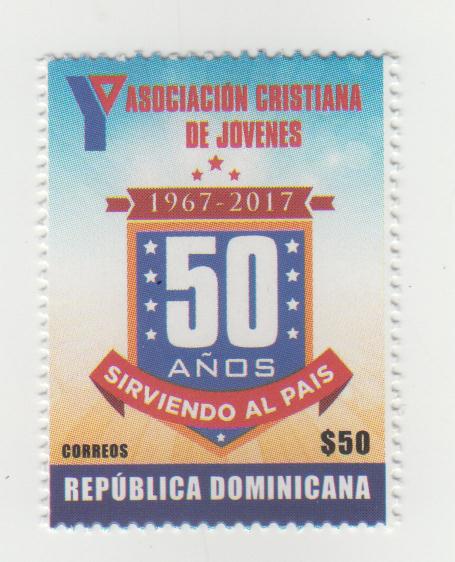 Y ASOCIACIÓN CRISTIANA
DE JOVENES
1967-2017
50
AÑOS
SIRVIENDO AL PAIS
CORREOS
$50
REPÚBLICA DOMINICANA